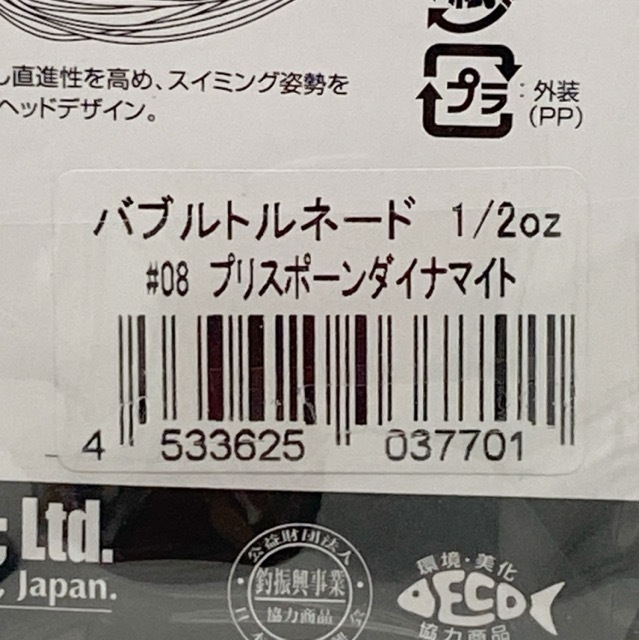 し直進性を高め、スイミング姿勢を
ヘッドデザイン。
プラ
:外装
(PP)
バブルトルネード 1/2oz
#08 プリスポーンダイナマイト
4 533625 037701
Ltd.
Japan.
公益財団法人
釣振興事業
協力商品
環境・美化
ECO
協力商品